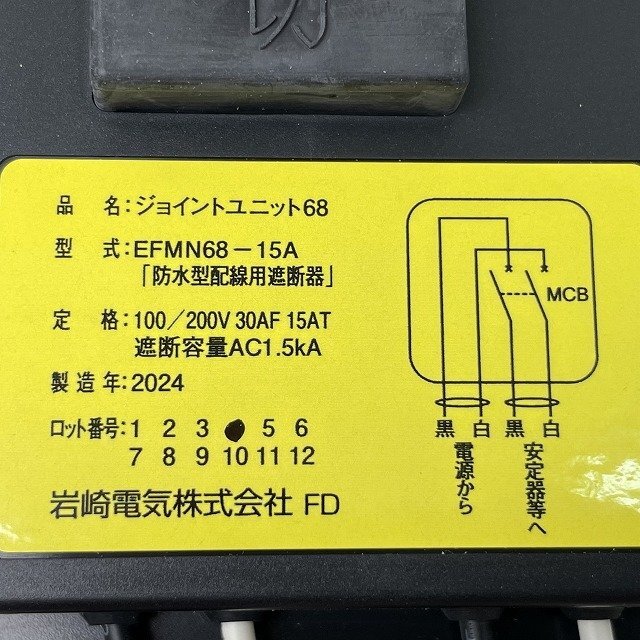 切
品 名:ジョイントユニット68
型 式:EFMN68-15A
「防水型配線用遮断器」
定 格:100/200V 30AF 15AT
遮断容量AC1.5kA
製造年:2024
ロット番号:1 2 3 5 6
7 8 9 10 11 12
岩崎電気株式会社 FD
MCB
黒 白 黒 白
電源から
安定器等へ